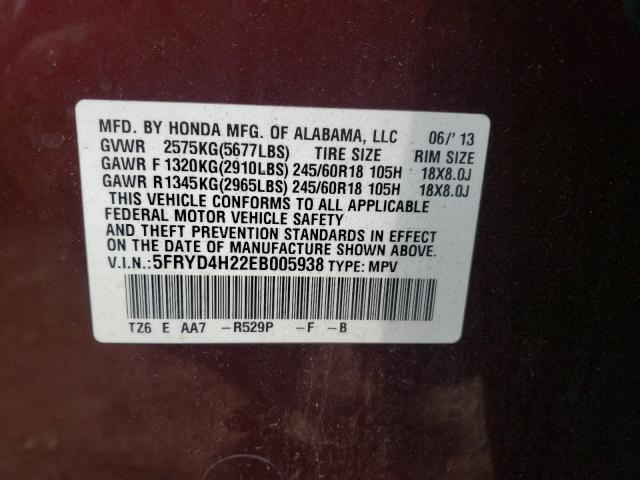 MFD. BY HONDA MFG. OF ALABAMA, LLC 06/'13
GVWR 2575KG(5677LBS) TIRE SIZE RIM SIZE
GAWR F 1320KG(2910LBS) 245/60R18 105H 18X8.0J
GAWR R1345KG(2965LBS) 245/60R18 105H 18X8.0J
THIS VEHICLE CONFORMS TO ALL APPLICABLE
FEDERAL MOTOR VEHICLE SAFETY
AND THEFT PREVENTION STANDARDS IN EFFECT
ON THE DATE OF MANUFACTURE SHOWN ABOVE.
V.I.N.:5FRYD4H22EB005938 TYPE: MPV
TZ6 E AA7 -R529P -F -B